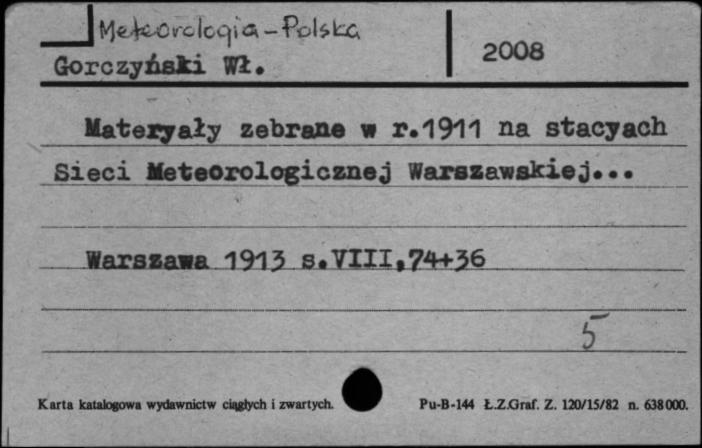 Meteorologia - Polska
Gorczyński Wł. 2008
Materyały zebrane w r.1911 na stacyach
Sieci Meteorologicznej Warszawskiej...
Warszawa 1913 s.VIII,74+36
5
Karta katalogowa wydawnictw ciągłych i zwartych. Pu-B-144 Ł.Z.Graf. Z. 120/15/82 n. 638000.